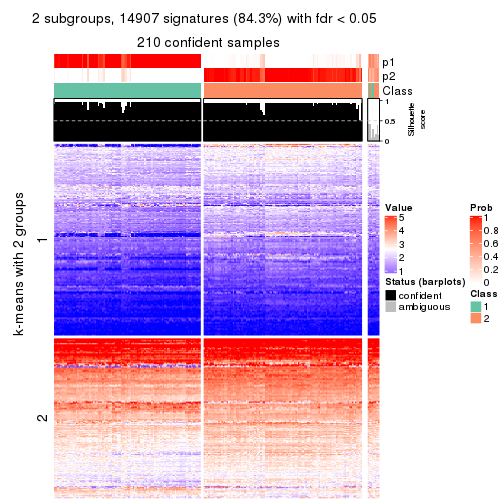 2 subgroups, 14907 signatures (84.3%) with fdr < 0.05
210 confident samples
p1
p2
Class
1
0.5
0
Silhouette
score
k-means with 2 groups
1
2
Value
5
4
3
2
1
Status (barplots)
confident
ambiguous
Prob
1
0.8
0.6
0.4
0.2
0
Class
1
2